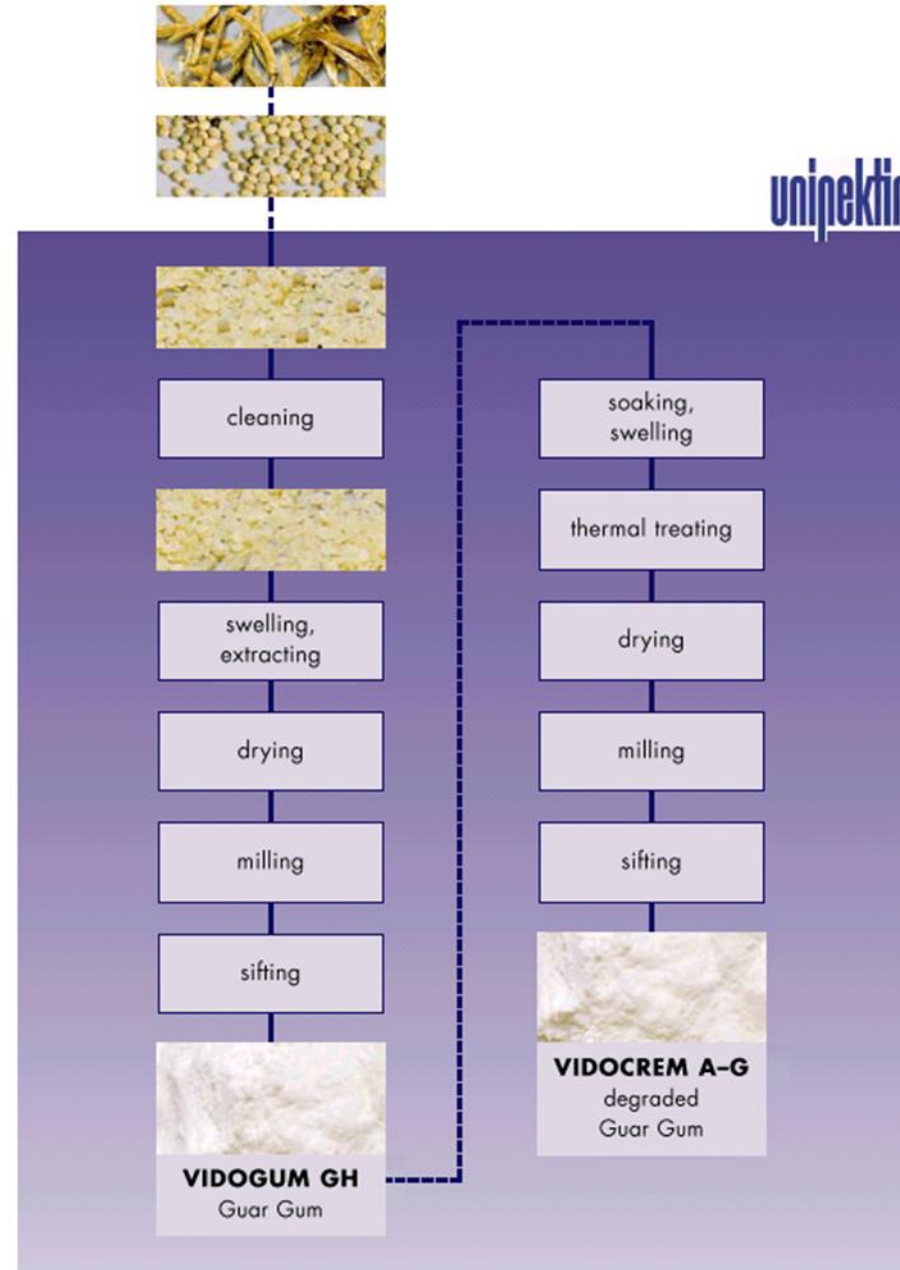 unipektin
cleaning
swelling,
extracting
drying
milling
sifting
VIDOGUM GH
Guar Gum
soaking,
swelling
thermal treating
drying
milling
sifting
VIDOCREM A–G
degraded
Guar Gum